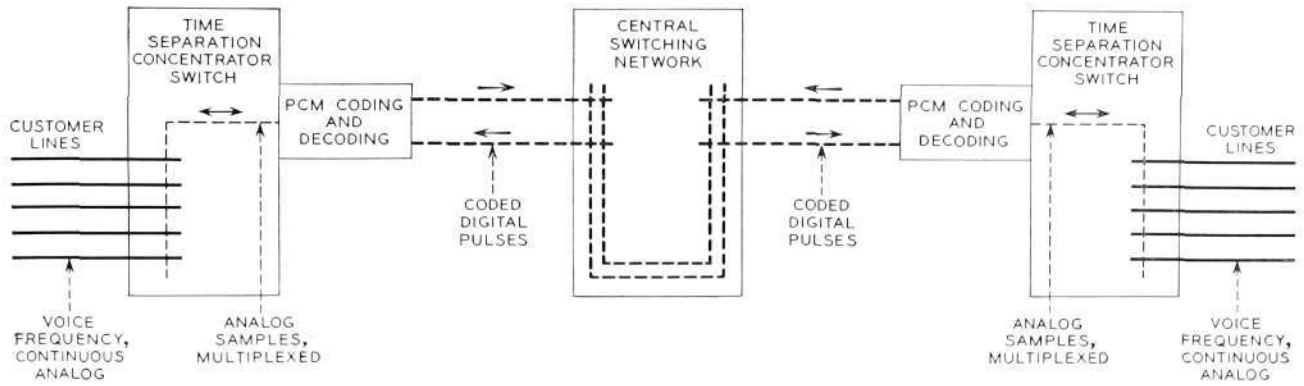 TIME
SEPARATION
CONCENTRATOR
SWITCH
CUSTOMER
LINES
PCM CODING
AND
DECODING
CENTRAL
SWITCHING
NETWORK
PCM CODING
AND
DECODING
TIME
SEPARATION
CONCENTRATOR
SWITCH
CUSTOMER
LINES
CODED
DIGITAL
PULSES
CODED
DIGITAL
PULSES
VOICE
FREQUENCY,
CONTINUOUS
ANALOG
ANALOG
SAMPLES,
MULTIPLEXED
ANALOG
SAMPLES,
MULTIPLEXED
VOICE
FREQUENCY,
CONTINUOUS
ANALOG